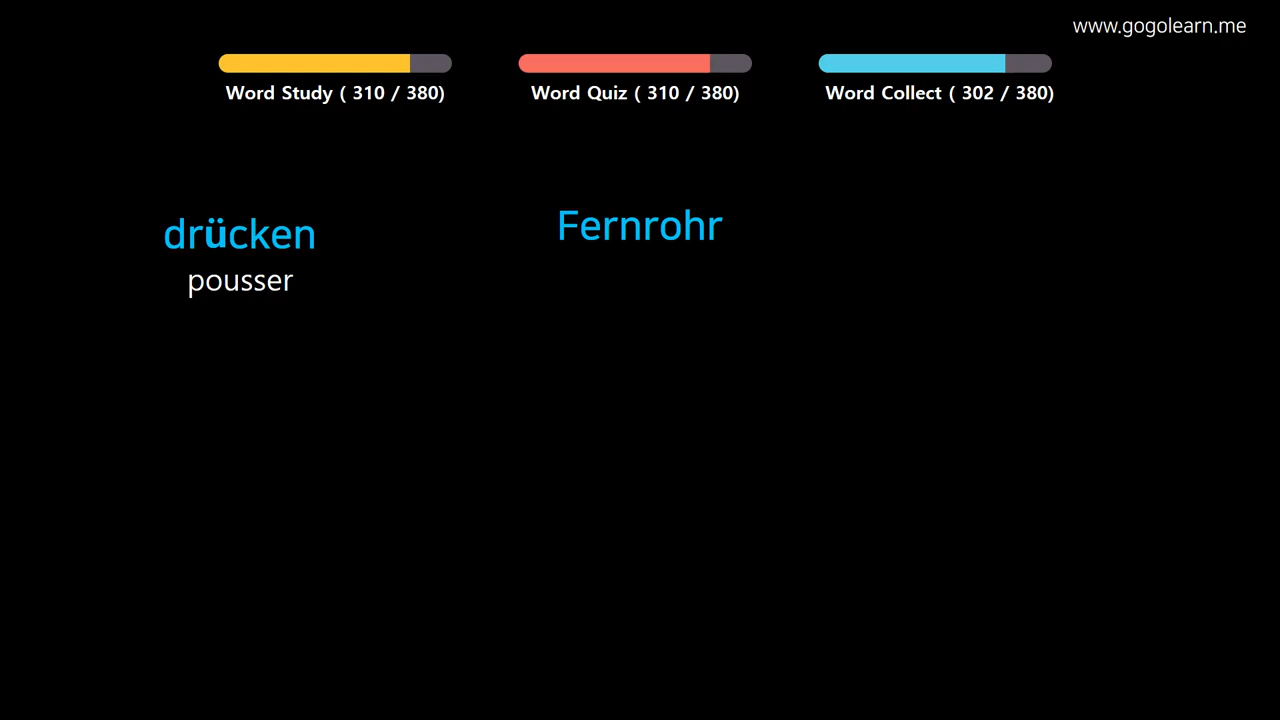 www.gogolearn.me
Word Study ( 310 / 380)
Word Quiz ( 310 / 380)
Word Collect ( 302 / 380)
drücken
pousser
Fernrohr